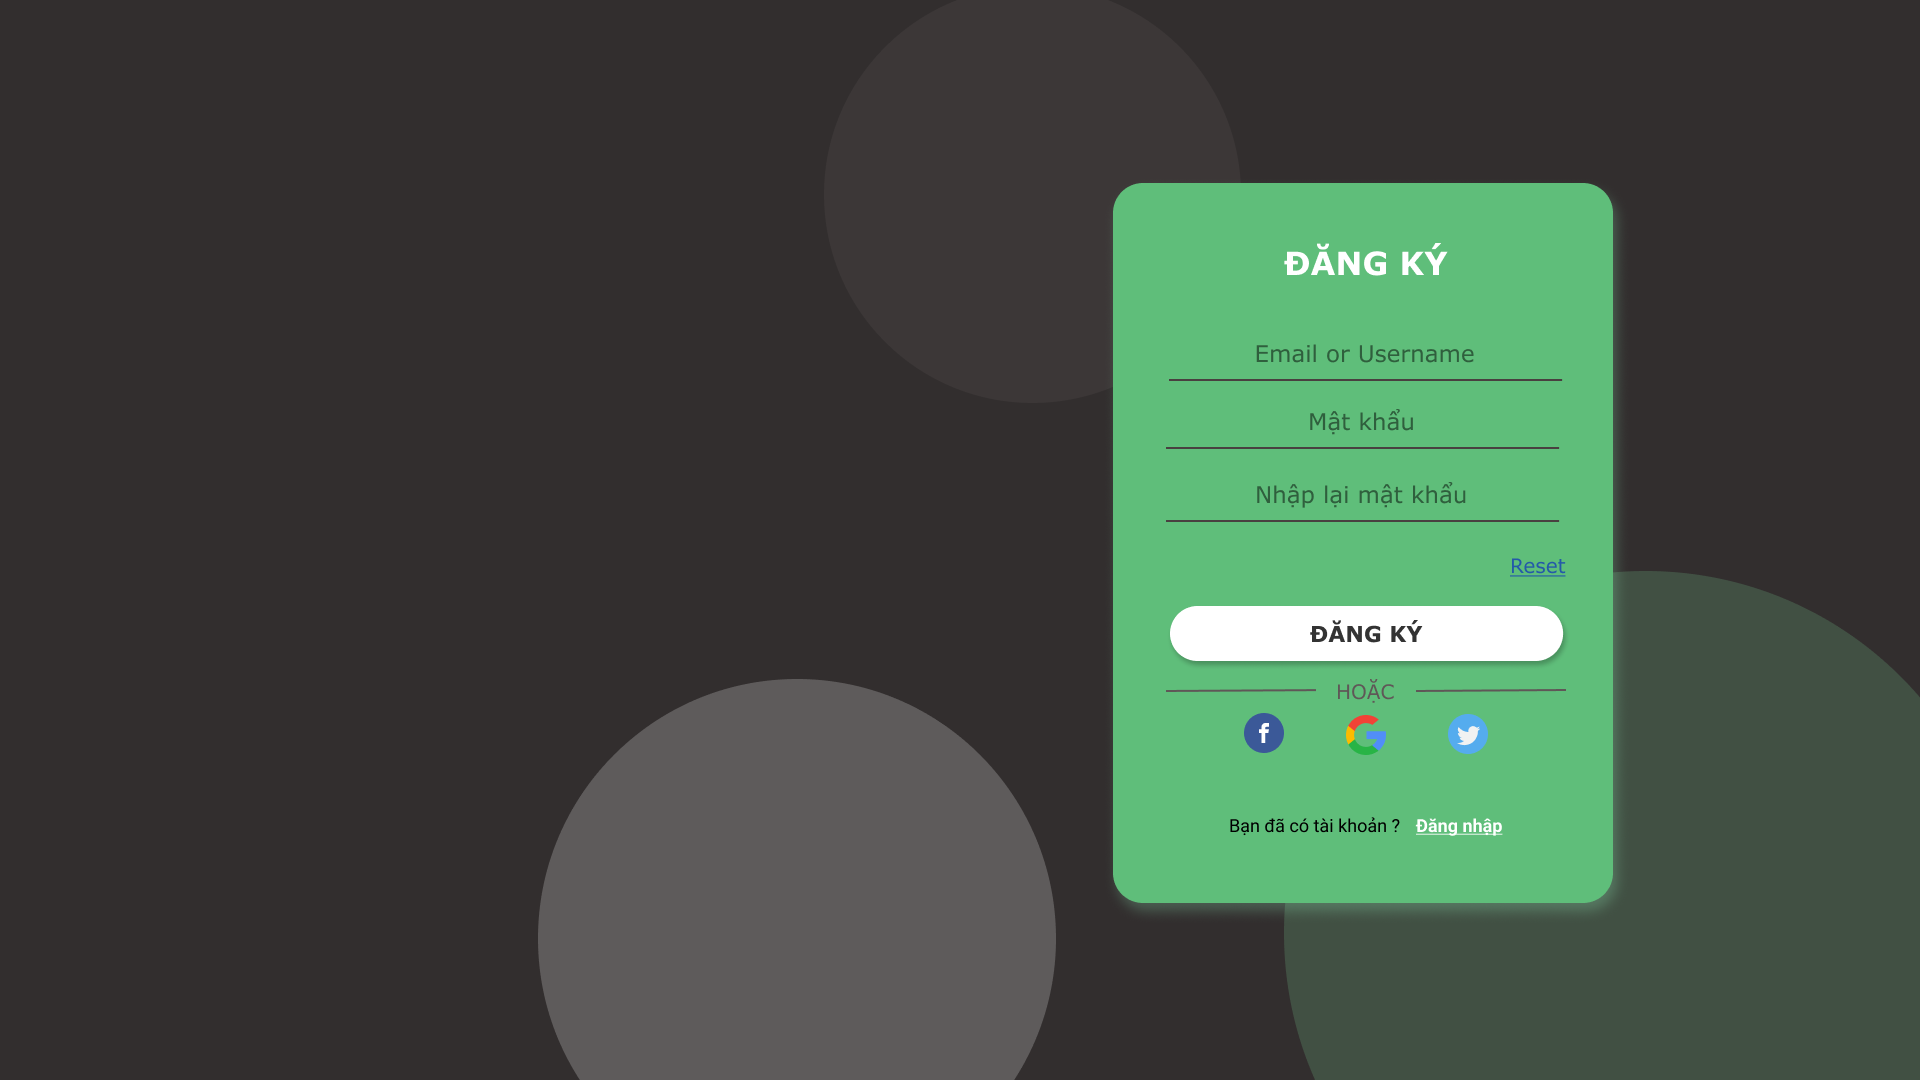 ĐĂNG KÝ
Email or Username
Mật khẩu
Nhập lại mật khẩu
Reset
ĐĂNG KÝ
HOẶC
Bạn đã có tài khoản ? Đăng nhập